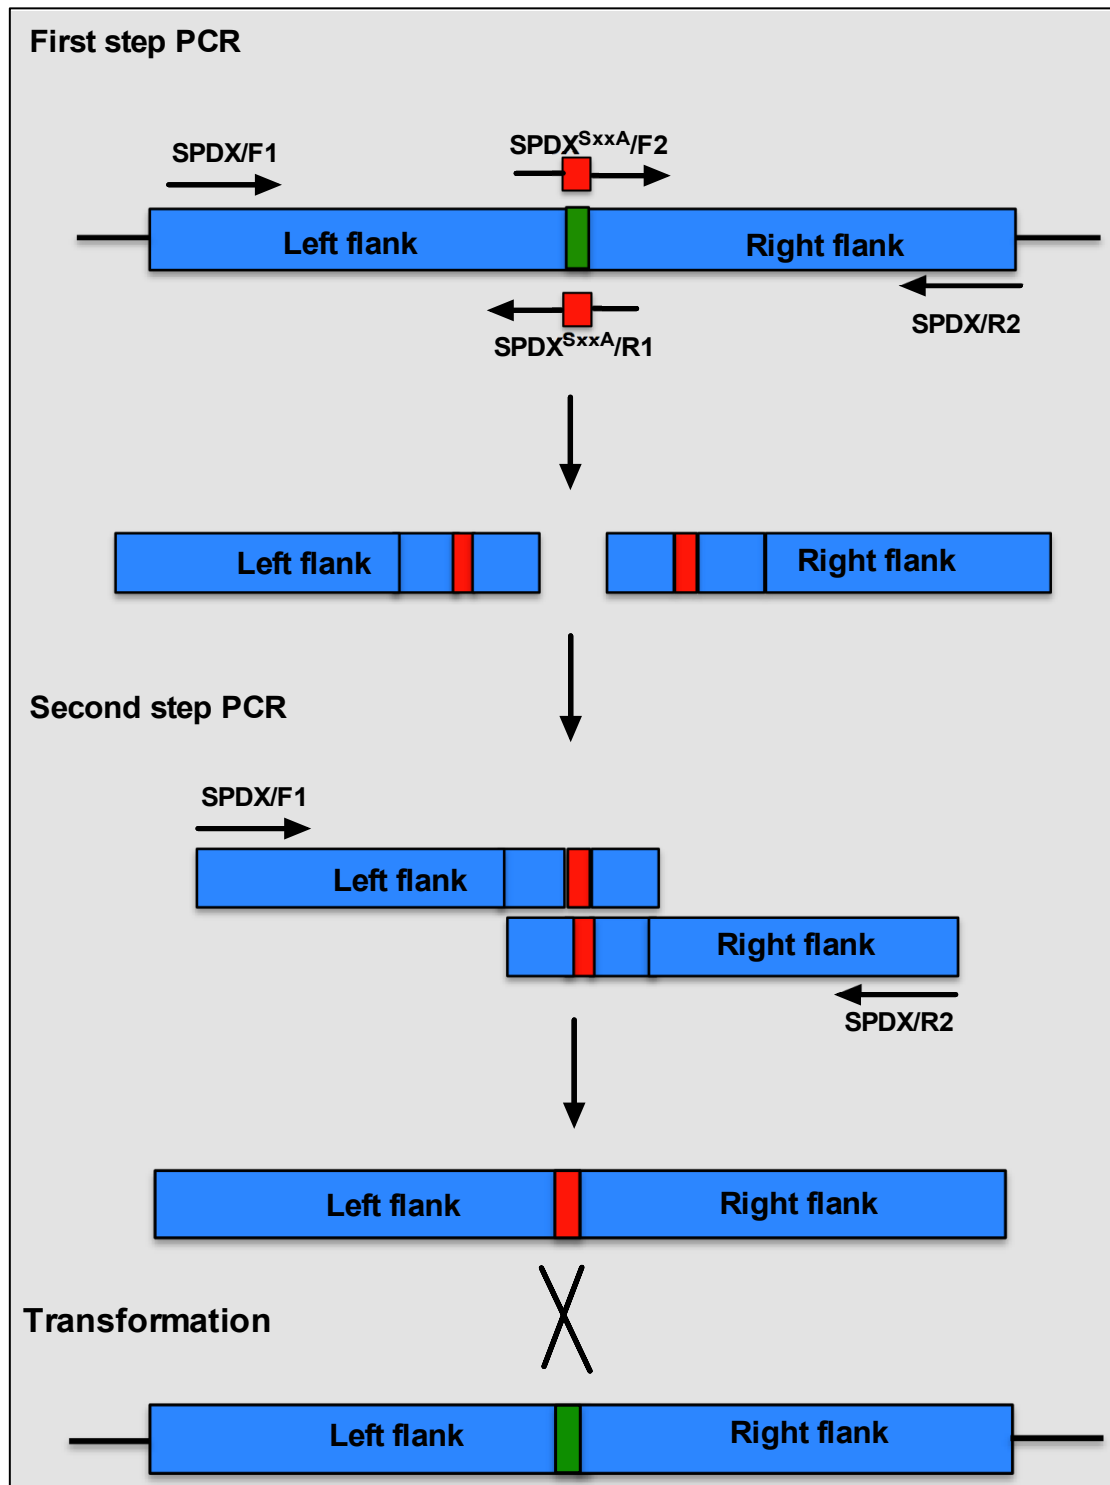 First step PCR
SPDX/F1
SPDXSxxA/F2
Left flank
Right flank
SPDXSxxA/R1
SPDX/R2
Left flank
Right flank
Second step PCR
SPDX/F1
Left flank
Right flank
SPDX/R2
Left flank
Right flank
Transformation
Left flank
Right flank